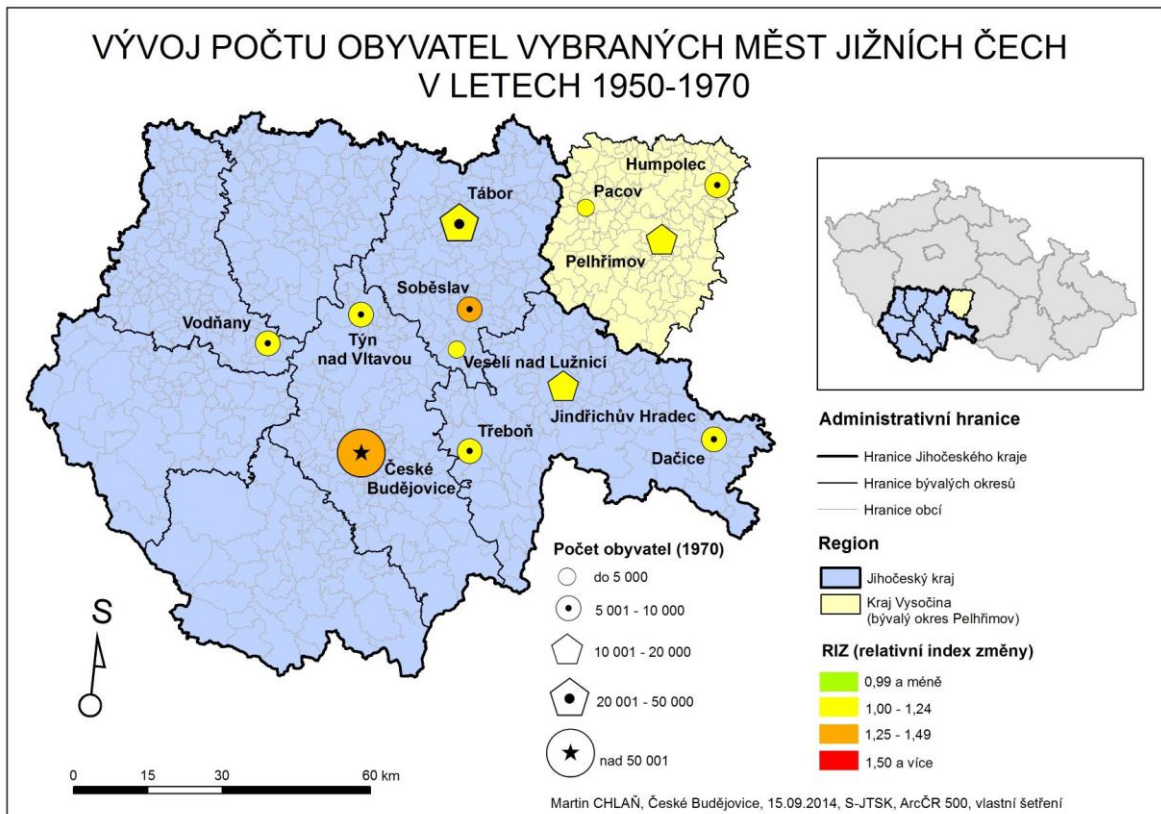 VÝVOJ POČTU OBYVATEL VYBRANÝCH MĚST JIŽNÍCH ČECH
V LETECH 1950-1970
Humpolec
Pacov
Tábor
Pelhřimov
Soběslav
Vodňany
Týn
nad Vltavou
Veselí nad Lužnicí
Jindřichův Hradec
Třeboň
Dačice
České
Budějovice
Počet obyvatel (1970)
do 5 000
5 001 - 10 000
10 001 - 20 000
20 001 - 50 000
nad 50 001
S
0 15 30 60 km
Administrativní hranice
Hranice Jihočeského kraje
Hranice bývalých okresů
Hranice obcí
Region
Jihočeský kraj
Kraj Vysočina
(bývalý okres Pelhřimov)
RIZ (relativní index změny)
0,99 a méně
1,00 - 1,24
1,25 - 1,49
1,50 a více
Martin CHLAŇ, České Budějovice, 15.09.2014, S-JTSK, ArcČR 500, vlastní šetření